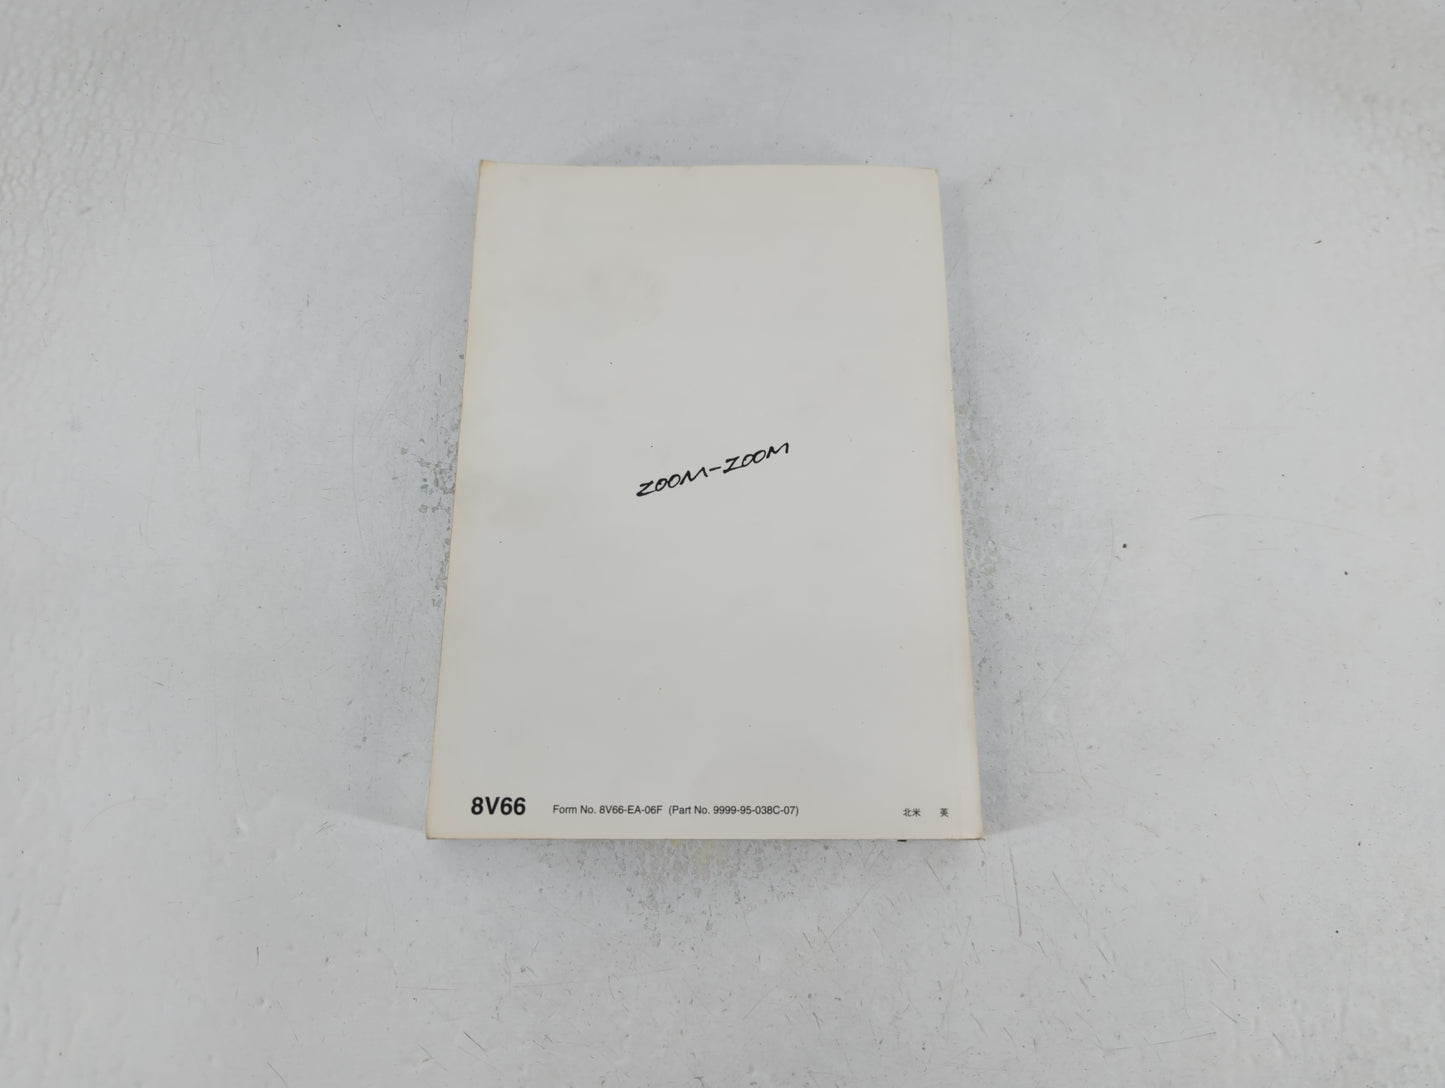 ZOOM-ZOOM
8V66 Form No. 8V66-EA-06F (Part No. 9999-95-038C-07) 北米 英